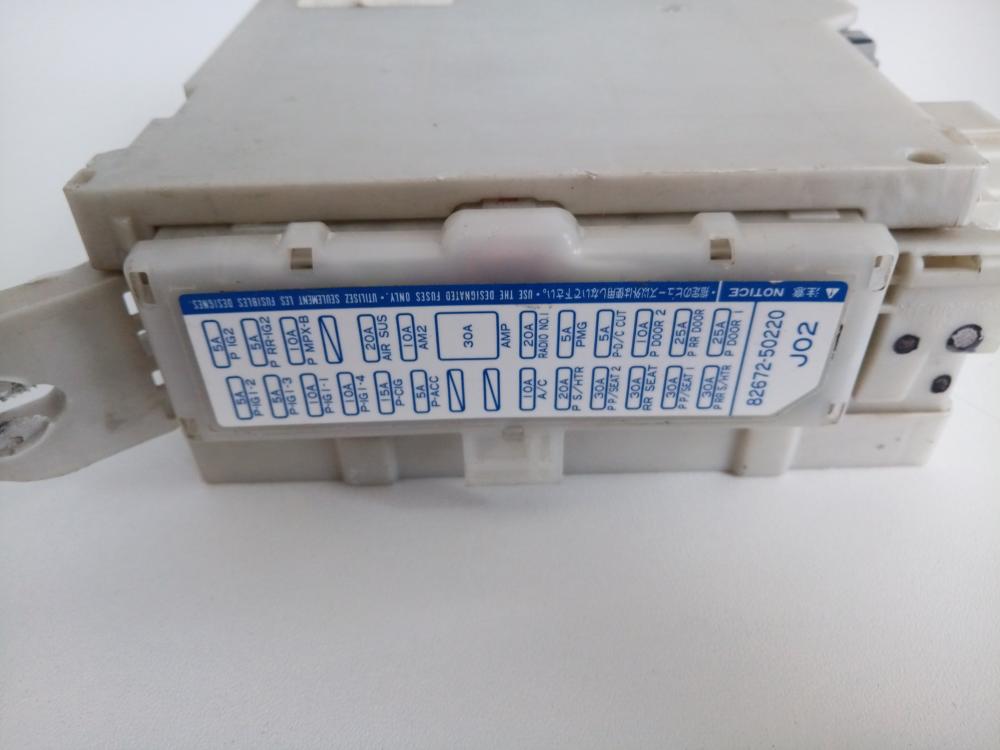 注意 NOTICE • 指定のヒューズ以外は使用しないで下さい。 • USE THE DESIGNATED FUSES ONLY. • UTILISEZ SEULEMENT LES FUSIBLES DESIGNES.
5A
P IG2
5A
P RR-IG2
10A
P MPX-B
20A
AIR SUS
10A
AM2
30A
AMP
20A
RADIO NO.1
5A
PMG
5A
P-B/C CUT
10A
P DOOR 2
25A
P RR DOOR
25A
P DOOR 1
5A
P-IG1-2
5A
P-IG1-3
10A
P-IG1-1
10A
P-IG1-4
15A
P-CIG
5A
P-ACC
10A
A/C
20A
P S/HTR
30A
P P/SEAT 2
30A
RR SEAT
30A
P P/SEAT 1
30A
P RR S/HTR
82672-50220
J02